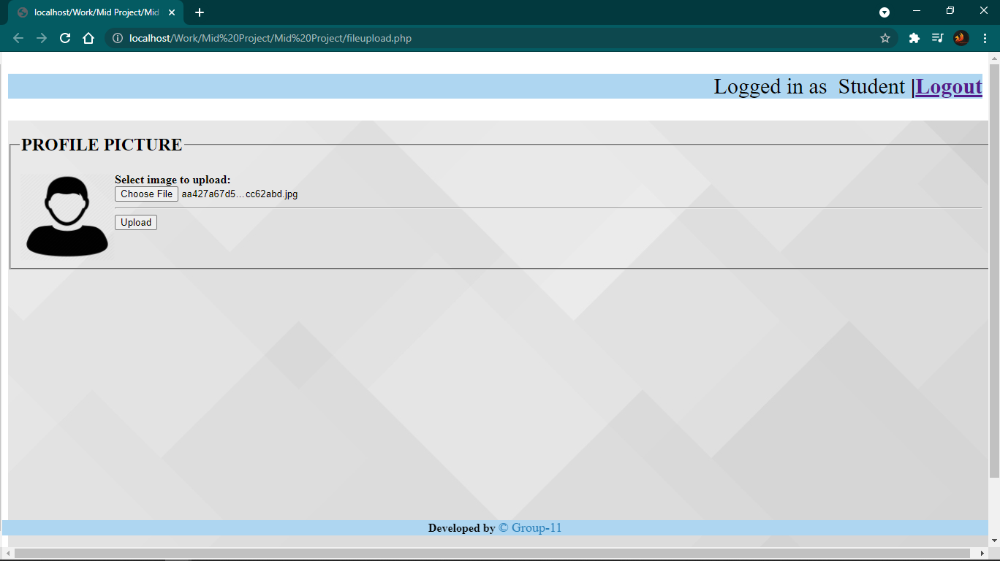 localhost/Work/Mid Project/Mid
localhost/Work/Mid%20Project/Mid%20Project/fileupload.php
Logged in as  Student |Logout
PROFILE PICTURE
Select image to upload:
Choose File aa427a67d5...cc62abd.jpg
Upload
Developed by © Group-11